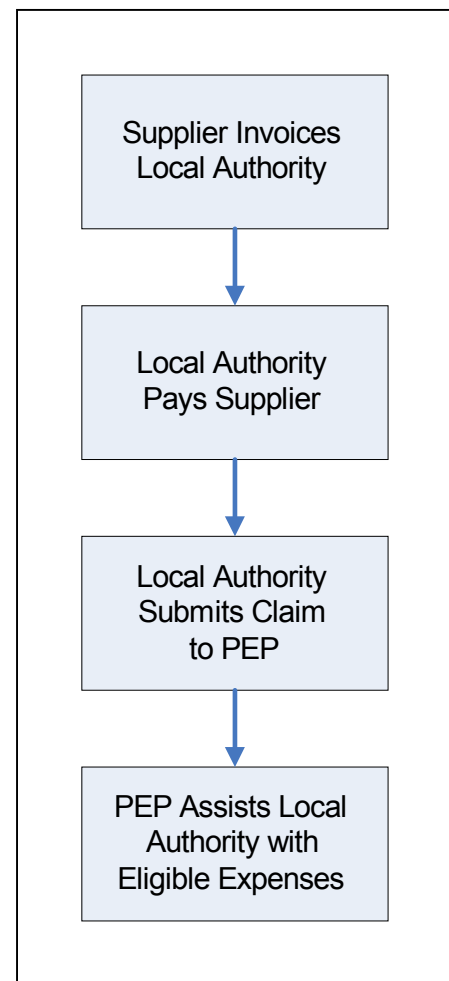 Supplier Invoices
Local Authority
Local Authority
Pays Supplier
Local Authority
Submits Claim
to PEP
PEP Assists Local
Authority with
Eligible Expenses